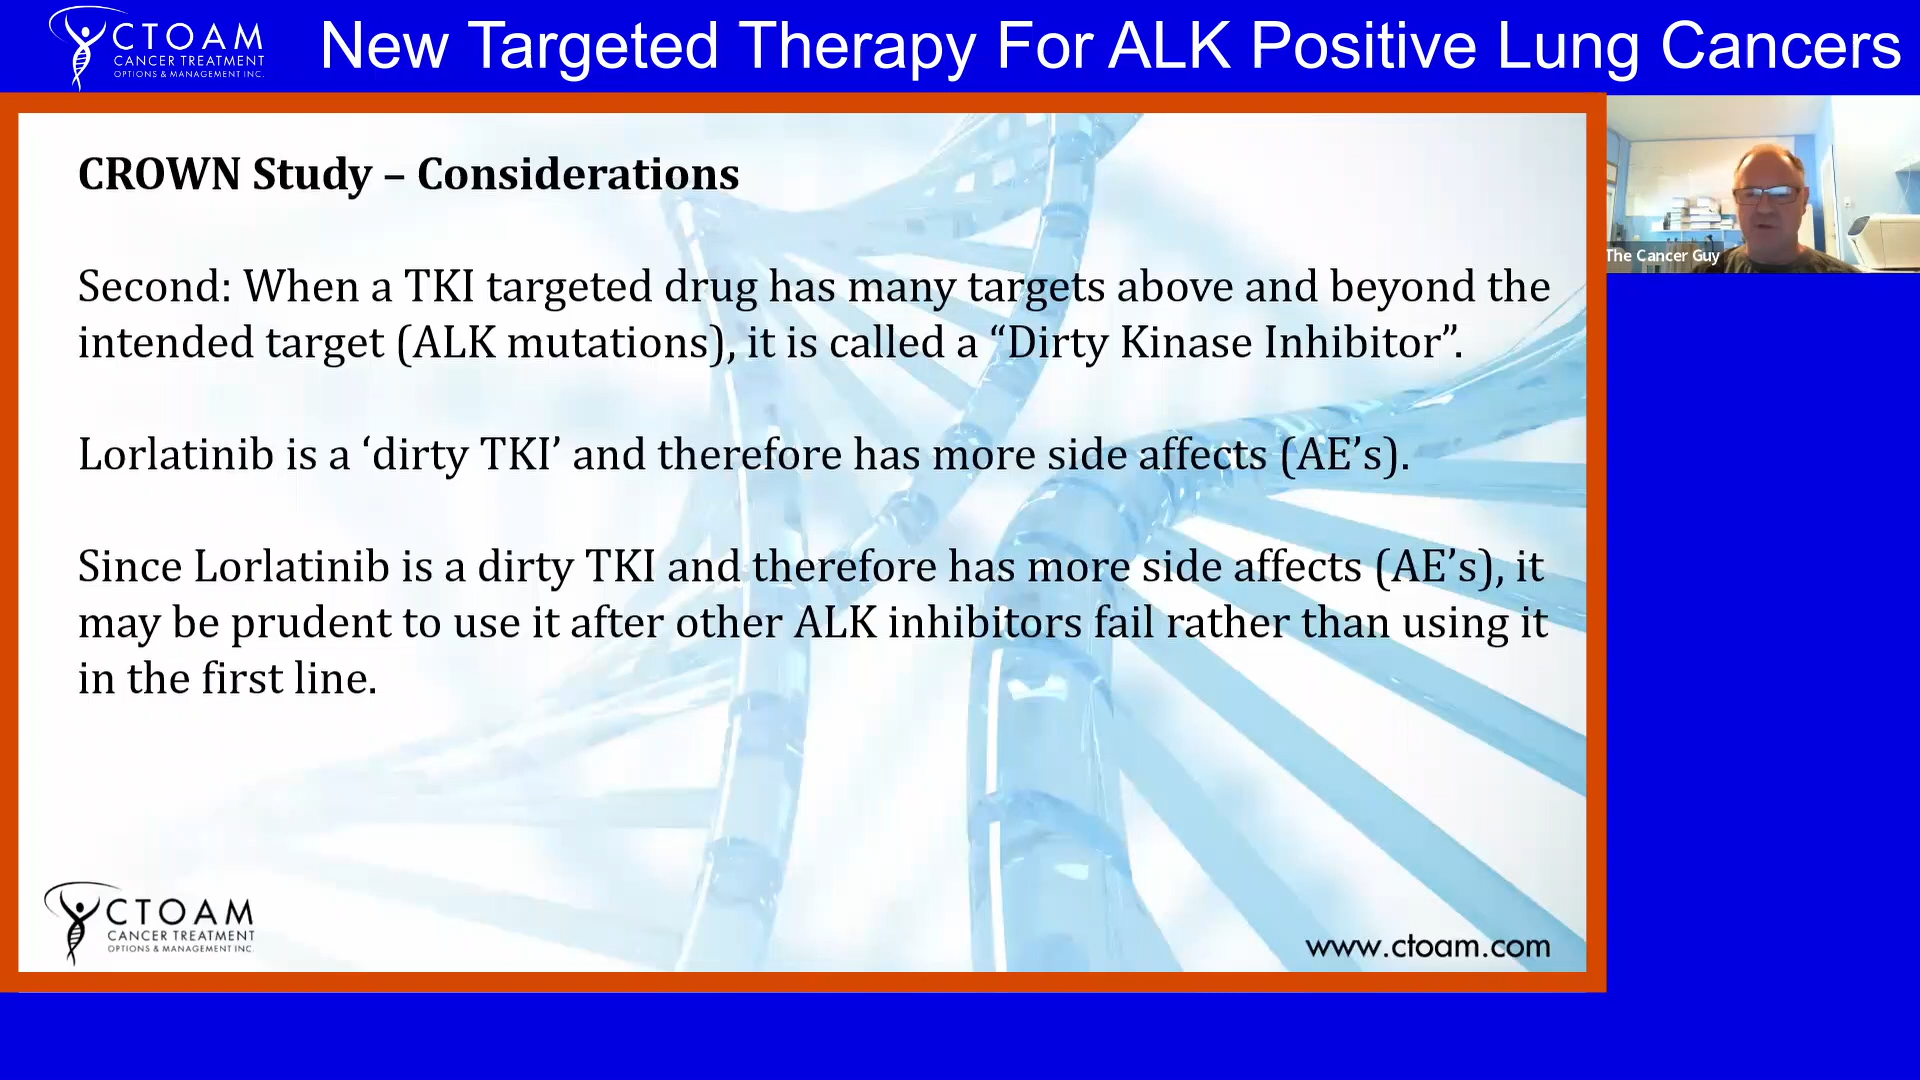 CTOAM
CANCER TREATMENT
OPTIONS & MANAGEMENT INC.
New Targeted Therapy For ALK Positive Lung Cancers
The Cancer Guy
CROWN Study – Considerations
Second: When a TKI targeted drug has many targets above and beyond the
intended target (ALK mutations), it is called a “Dirty Kinase Inhibitor”.
Lorlatinib is a ‘dirty TKI’ and therefore has more side affects (AE’s).
Since Lorlatinib is a dirty TKI and therefore has more side affects (AE’s), it
may be prudent to use it after other ALK inhibitors fail rather than using it
in the first line.
CTOAM
CANCER TREATMENT
OPTIONS & MANAGEMENT INC.
www.ctoam.com